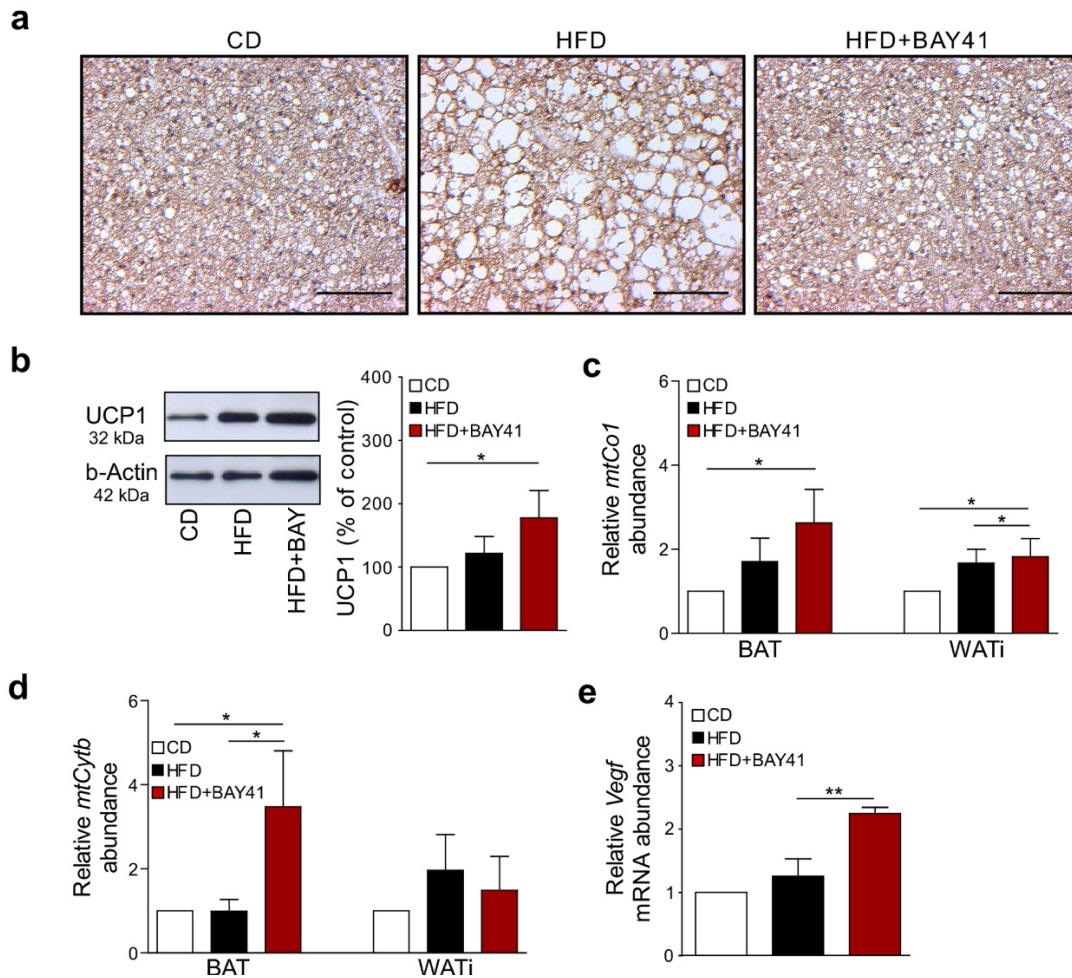 a
CD
HFD
HFD+BAY41
b
UCP1
32 kDa
b-Actin
42 kDa
CD
HFD
HFD+BAY
UCP1 (% of control)
400
300
200
100
0
CD
HFD
HFD+BAY41
*
c
Relative mtCo1
abundance
6
4
2
0
CD
HFD
HFD+BAY41
*
*
*
BAT
WATi
d
Relative mtCytb
abundance
6
4
2
0
CD
HFD
HFD+BAY41
*
*
BAT
WATi
e
Relative Vegf
mRNA abundance
4
3
2
1
0
CD
HFD
HFD+BAY41
**